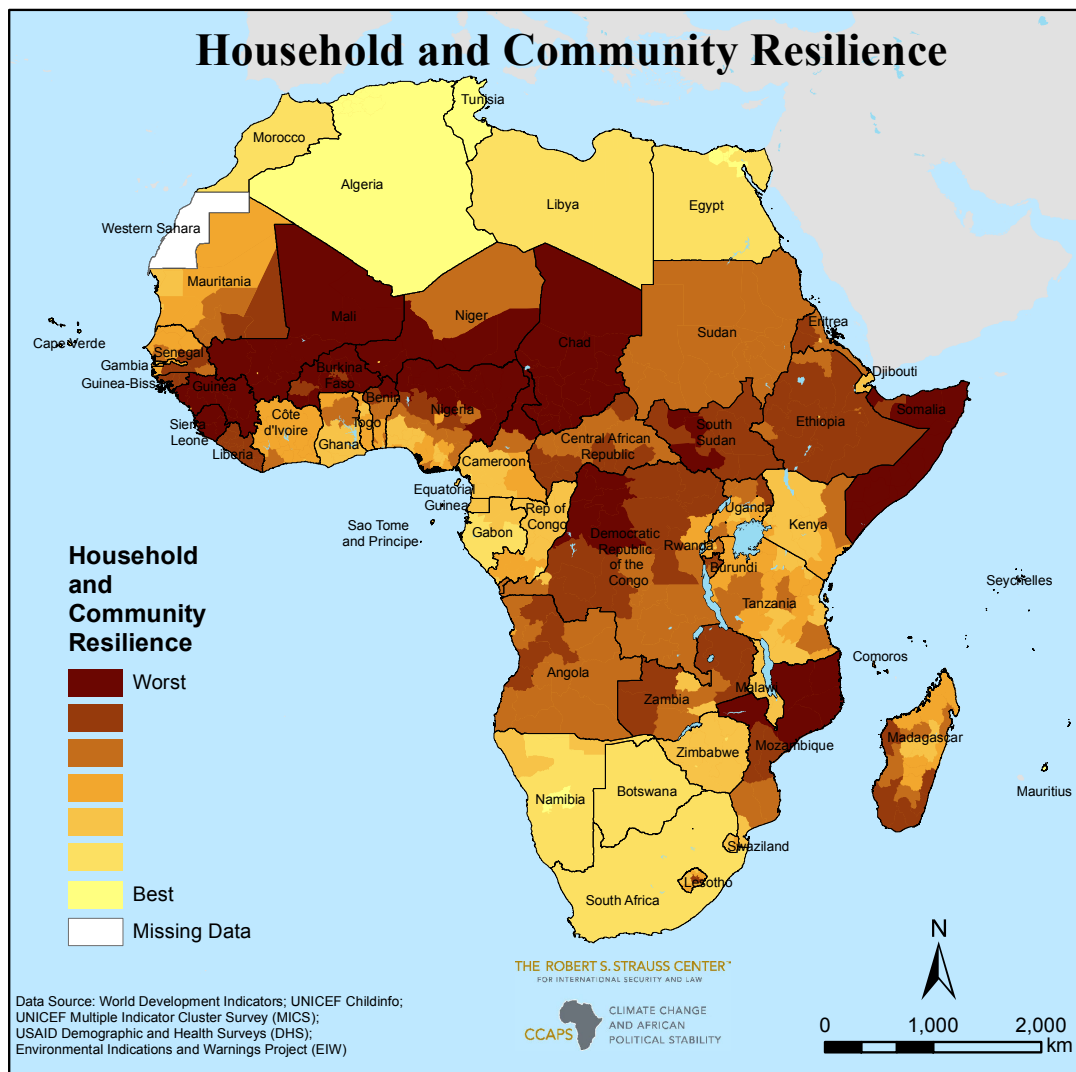 Household and Community Resilience
Tunisia
Morocco
Algeria
Libya
Egypt
Western Sahara
Mauritania
Mali
Niger
Chad
Sudan
Eritrea
Cape Verde
Senegal
Gambia
Guinea-Bissau
Guinea
Burkina
Faso
Benin
Djibouti
Nigeria
Somalia
Côte
d'Ivoire
Togo
Ghana
Sierra
Leone
Liberia
South
Sudan
Ethiopia
Central African
Republic
Cameroon
Equatorial
Guinea
Rep of
Congo
Uganda
Kenya
Sao Tome
and Principe
Gabon
Democratic
Republic
of the
Congo
Rwanda
Burundi
Seychelles
Tanzania
Comoros
Angola
Zambia
Malawi
Mozambique
Madagascar
Zimbabwe
Mauritius
Namibia
Botswana
Swaziland
Lesotho
South Africa
Household
and
Community
Resilience
Worst
Best
Missing Data
N
THE ROBERT S. STRAUSS CENTER™
FOR INTERNATIONAL SECURITY AND LAW
CCAPS
CLIMATE CHANGE
AND AFRICAN
POLITICAL STABILITY
Data Source: World Development Indicators; UNICEF Childinfo;
UNICEF Multiple Indicator Cluster Survey (MICS);
USAID Demographic and Health Surveys (DHS);
Environmental Indications and Warnings Project (EIW)
0 1,000 2,000
km